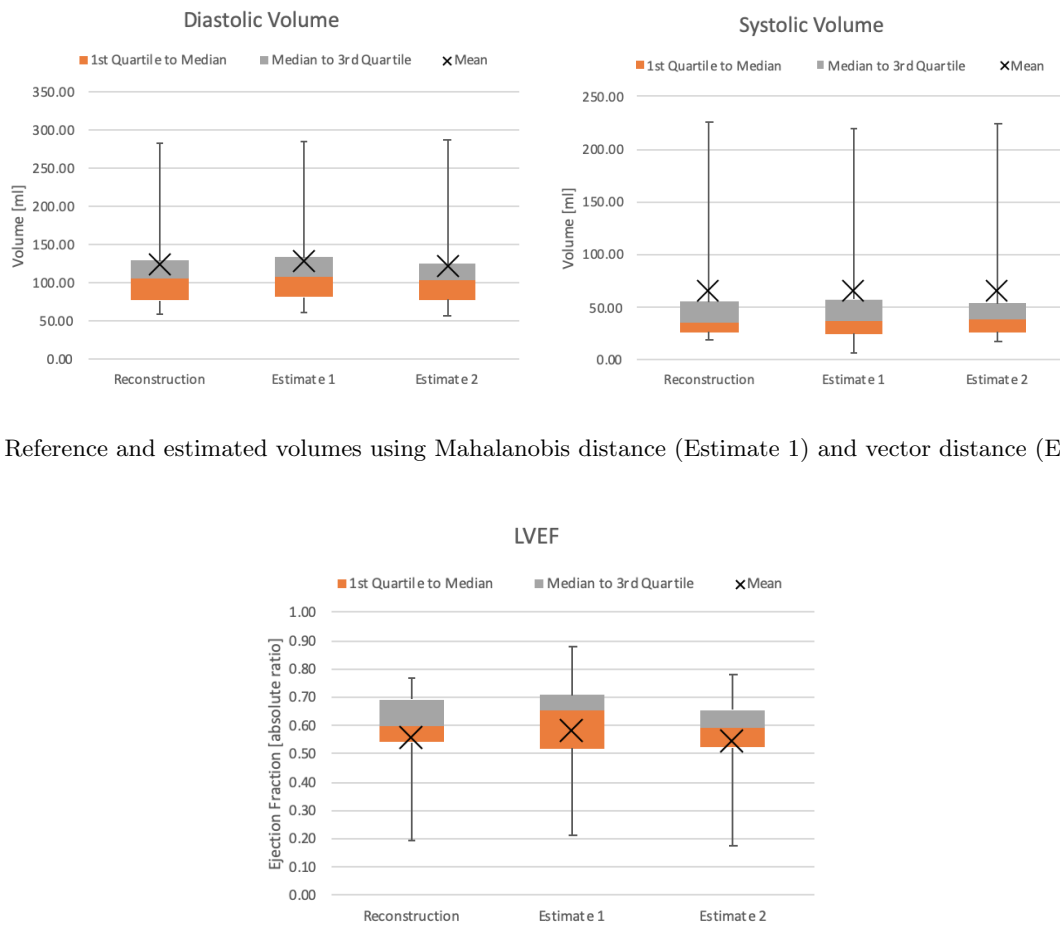 Diastolic Volume
1st Quartile to Median Median to 3rd Quartile Mean
350.00
300.00
250.00
200.00
150.00
100.00
50.00
0.00
Volume [ml]
Reconstruction Estimate 1 Estimate 2
Systolic Volume
1st Quartile to Median Median to 3rd Quartile Mean
250.00
200.00
150.00
100.00
50.00
0.00
Volume [ml]
Reconstruction Estimate 1 Estimate 2
Reference and estimated volumes using Mahalanobis distance (Estimate 1) and vector distance (E
LVEF
1st Quartile to Median Median to 3rd Quartile Mean
1.00
0.90
0.80
0.70
0.60
0.50
0.40
0.30
0.20
0.10
0.00
Ejection Fraction [absolute ratio]
Reconstruction Estimate 1 Estimate 2